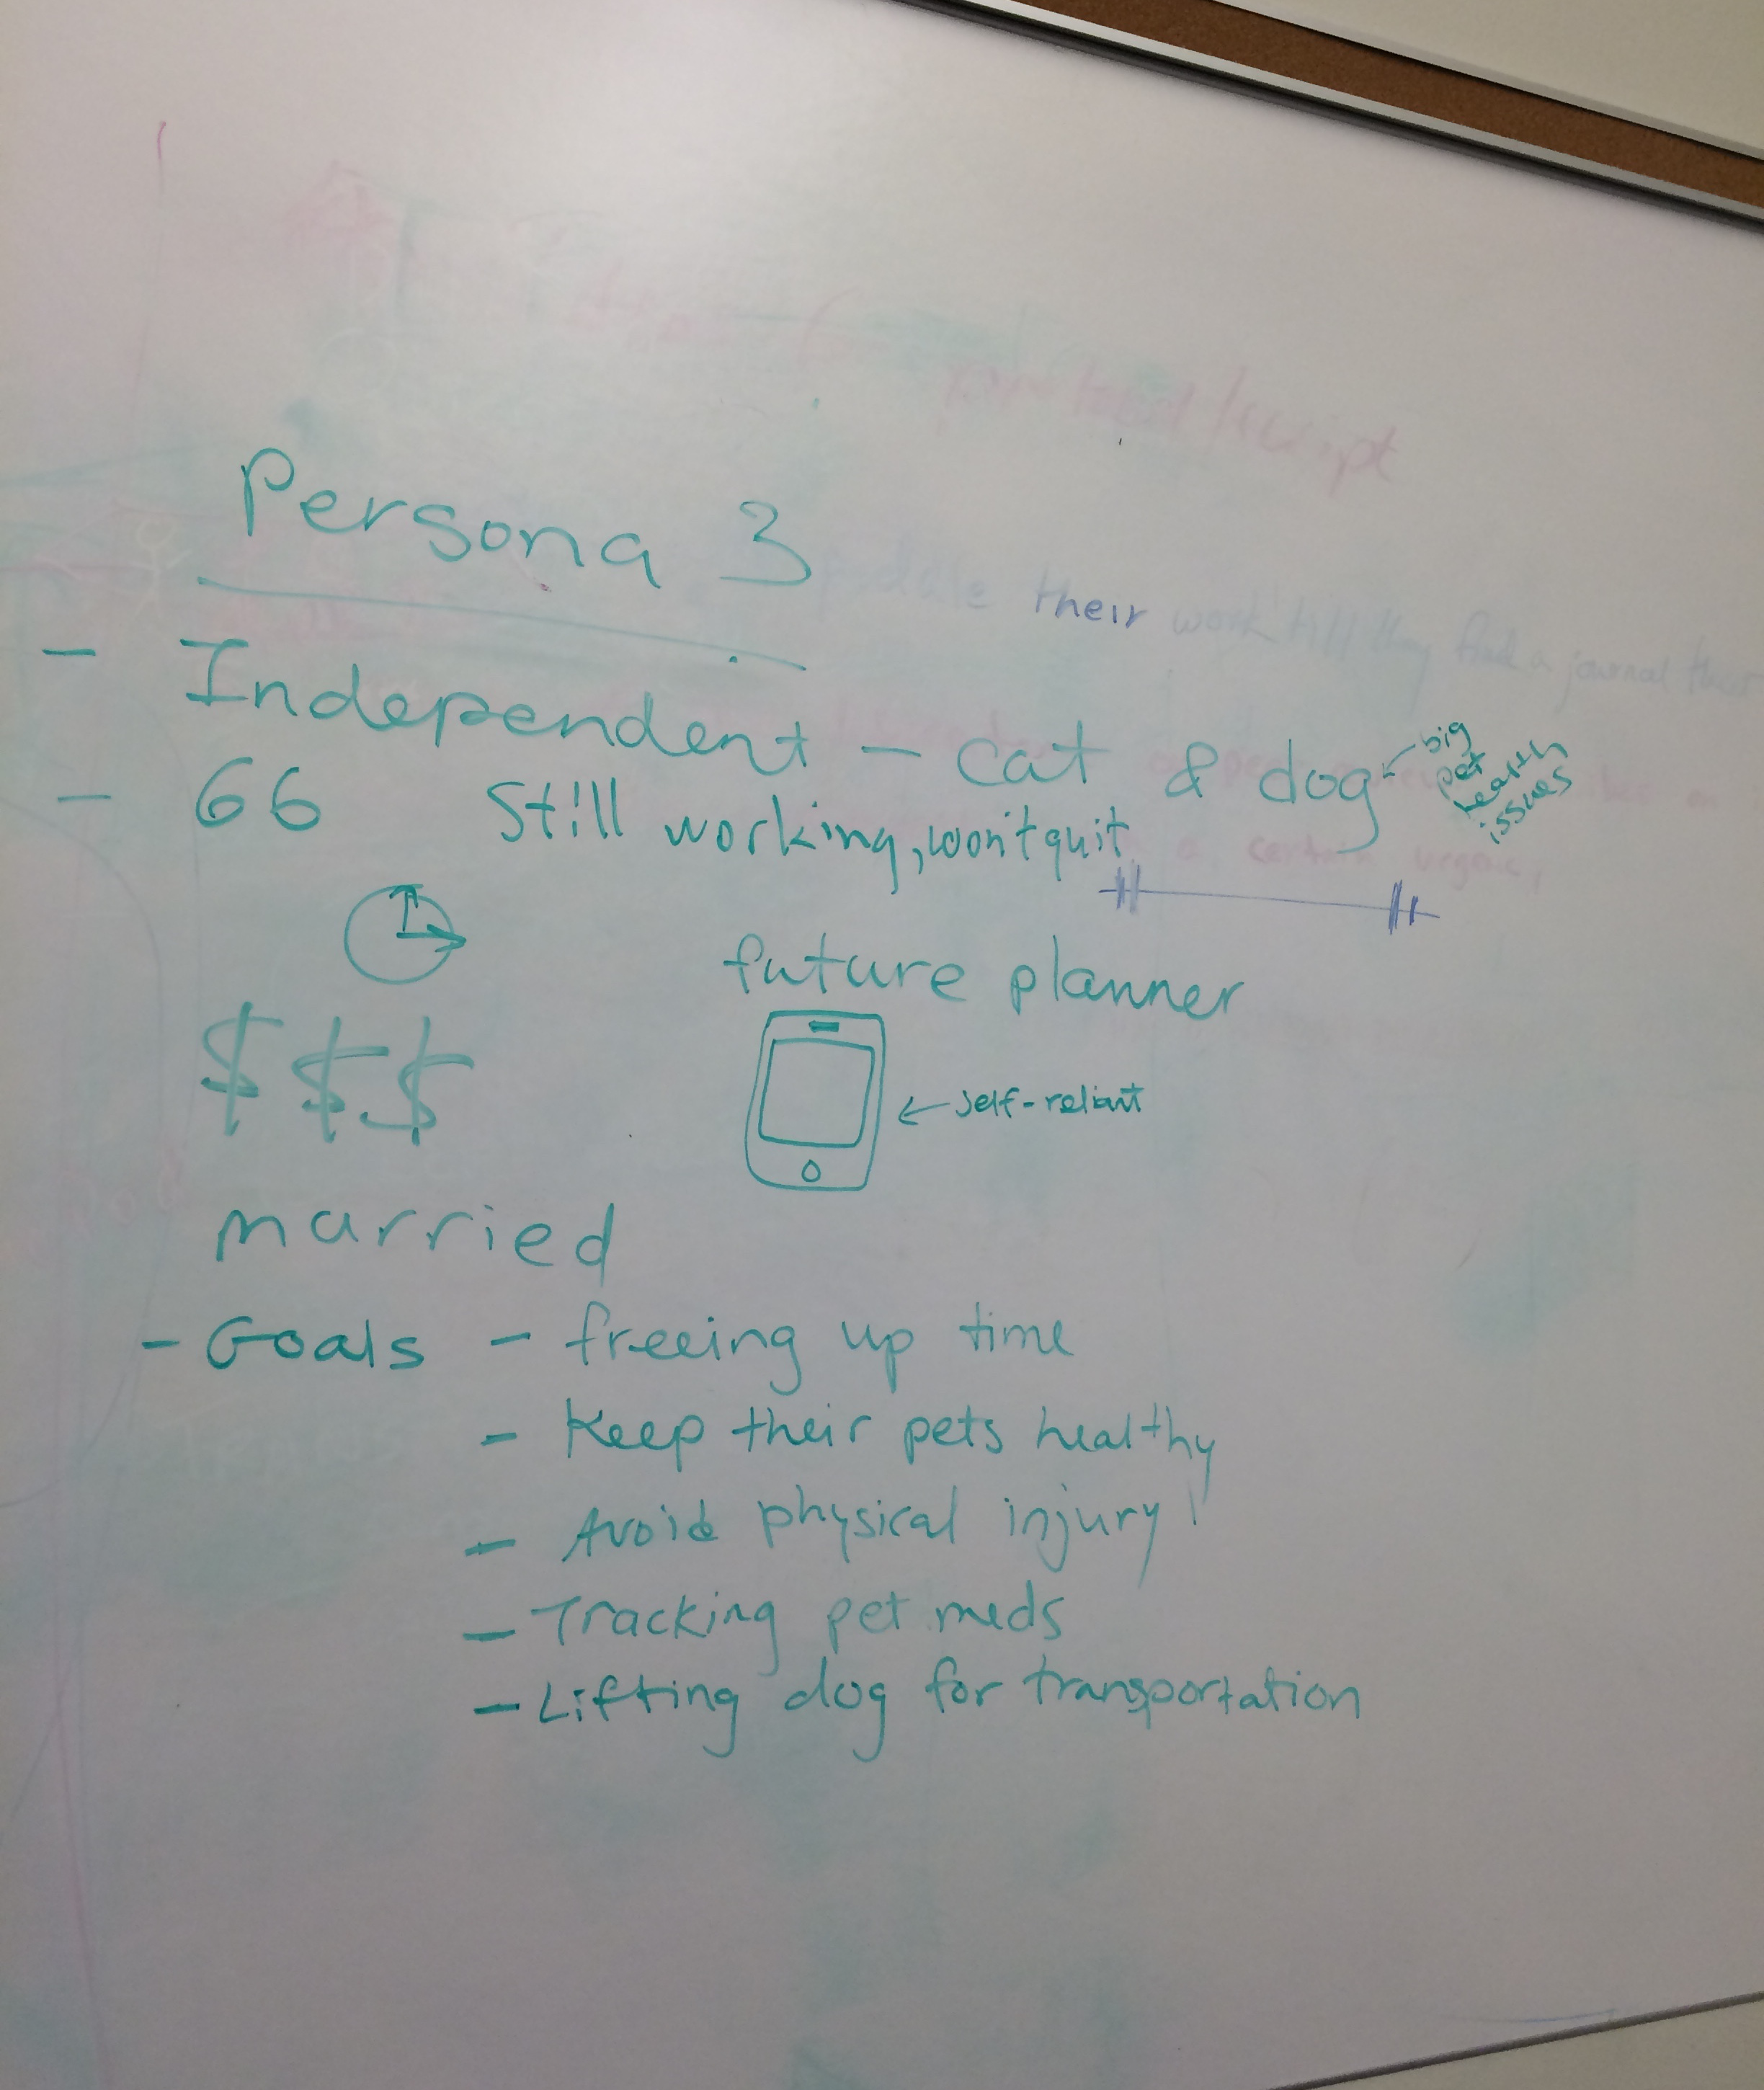 Persona 3
their
- Independent - cat & dog
big
pet
health
issues
- 66 Still working, won't quit
future planner
$ $ $
self-reliant
married
- Goals - freeing up time
- Keep their pets healthy
- Avoid physical injury!
- Tracking pet meds
- Lifting dog for transportation